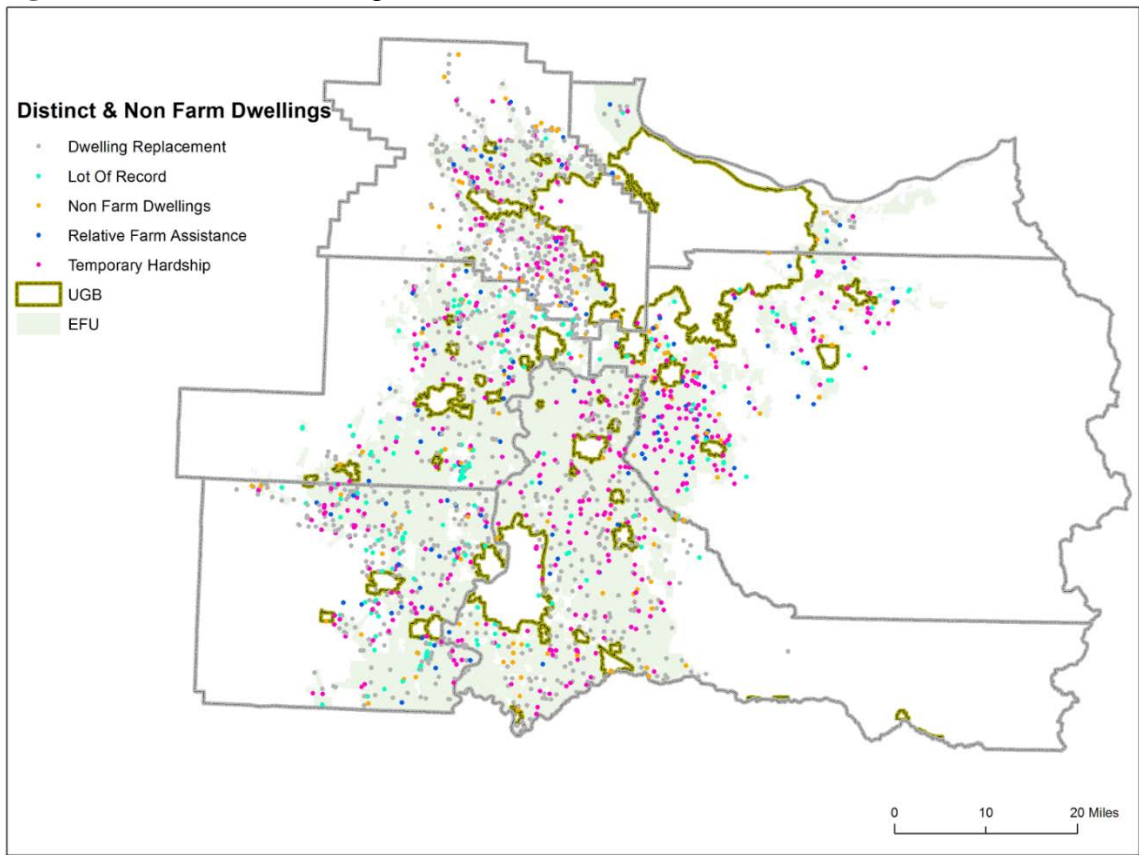 Distinct & Non Farm Dwellings
Dwelling Replacement
Lot Of Record
Non Farm Dwellings
Relative Farm Assistance
Temporary Hardship
UGB
EFU
0 10 20 Miles